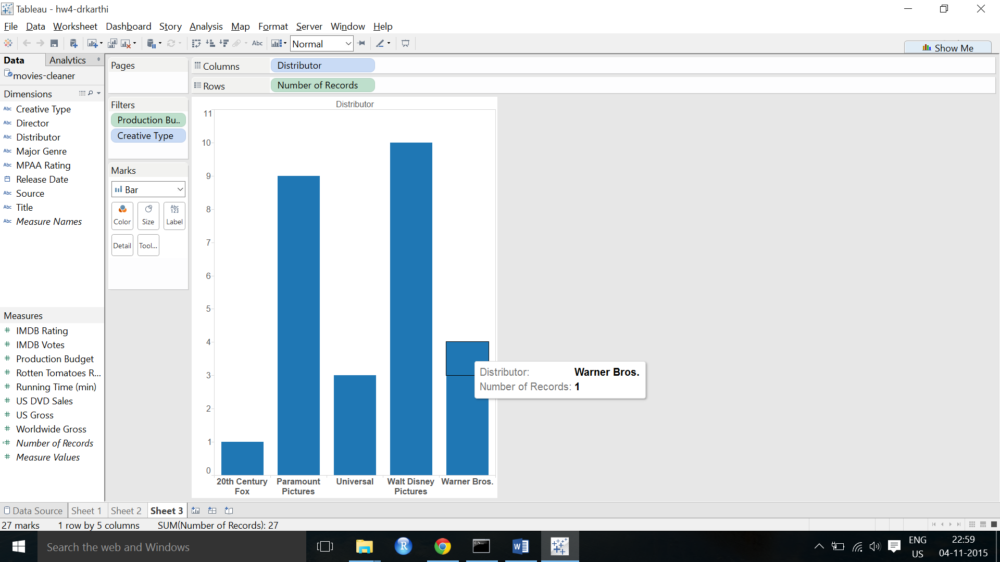 Tableau - hw4-drkarthi
File Data Worksheet Dashboard Story Analysis Map Format Server Window Help
Abc Normal Show Me
Data Analytics
movies-cleaner
Dimensions
Abc Creative Type
Abc Director
Abc Distributor
Abc Major Genre
Abc MPAA Rating
Release Date
Abc Source
Abc Title
Abc Measure Names
Measures
# IMDB Rating
# IMDB Votes
# Production Budget
# Rotten Tomatoes R...
# Running Time (min)
# US DVD Sales
# US Gross
# Worldwide Gross
=# Number of Records
# Measure Values
Pages
Filters
Production Bu..
Creative Type
Marks
Bar
Abc
123
Color Size Label
Detail Tool...
Columns Distributor
Rows Number of Records
Distributor
11
10
9
8
7
6
5
4
3
2
1
0
20th Century Fox
Paramount Pictures
Universal
Walt Disney Pictures
Warner Bros.
Distributor: Warner Bros.
Number of Records: 1
Data Source Sheet 1 Sheet 2 Sheet 3
27 marks 1 row by 5 columns SUM(Number of Records): 27
Search the web and Windows
R
C:\_
W
ENG
US
22:59
04-11-2015